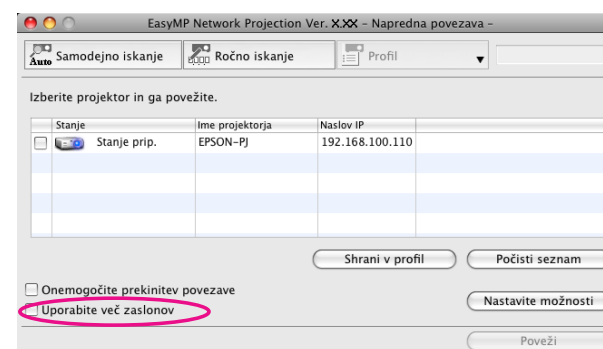 EasyMP Network Projection Ver. X.XX – Napredna povezava –
Auto Samodejno iskanje Ročno iskanje Profil
Izberite projektor in ga povežite.
Stanje Ime projektorja Naslov IP
Stanje prip. EPSON-PJ 192.168.100.110
Shrani v profil Počisti seznam
Onemogočite prekinitev povezave
Uporabite več zaslonov Nastavite možnosti
Poveži